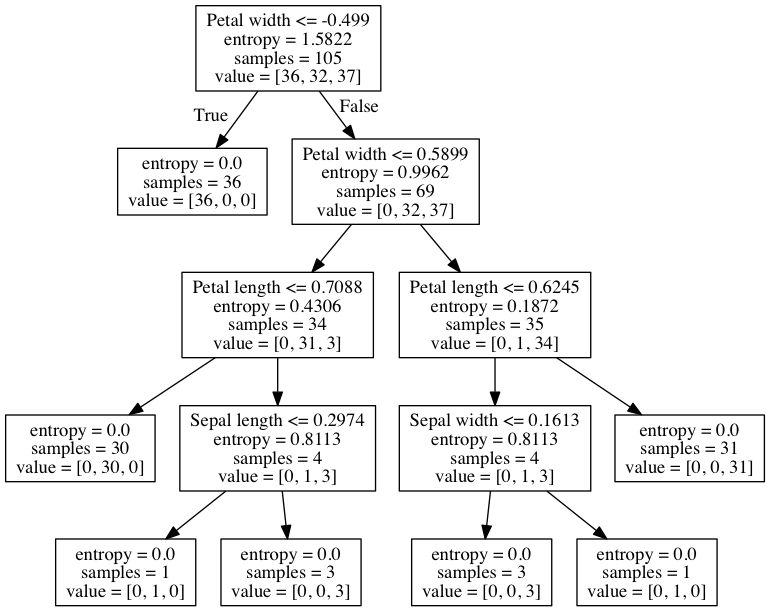 Petal width <= -0.499
entropy = 1.5822
samples = 105
value = [36, 32, 37]
True
False
entropy = 0.0
samples = 36
value = [36, 0, 0]
Petal width <= 0.5899
entropy = 0.9962
samples = 69
value = [0, 32, 37]
Petal length <= 0.7088
entropy = 0.4306
samples = 34
value = [0, 31, 3]
Petal length <= 0.6245
entropy = 0.1872
samples = 35
value = [0, 1, 34]
entropy = 0.0
samples = 30
value = [0, 30, 0]
Sepal length <= 0.2974
entropy = 0.8113
samples = 4
value = [0, 1, 3]
Sepal width <= 0.1613
entropy = 0.8113
samples = 4
value = [0, 1, 3]
entropy = 0.0
samples = 31
value = [0, 0, 31]
entropy = 0.0
samples = 1
value = [0, 1, 0]
entropy = 0.0
samples = 3
value = [0, 0, 3]
entropy = 0.0
samples = 3
value = [0, 0, 3]
entropy = 0.0
samples = 1
value = [0, 1, 0]